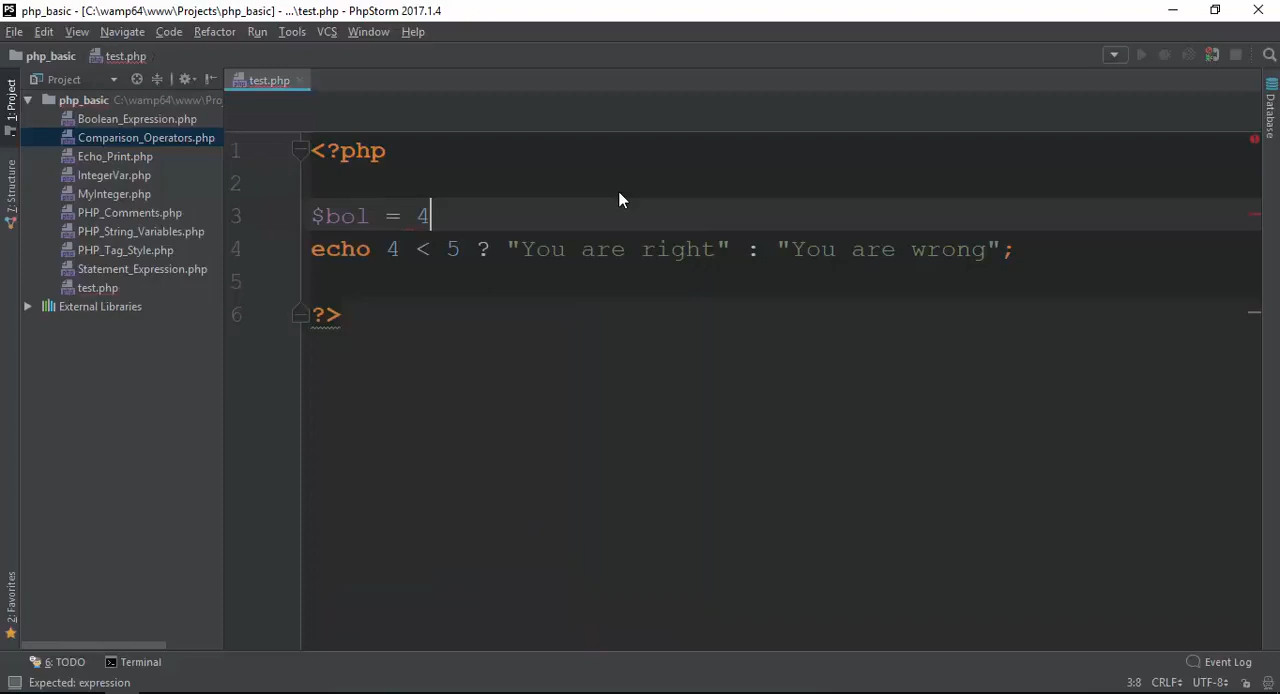 php_basic - [C:\wamp64\www\Projects\php_basic] - ...\test.php - PhpStorm 2017.1.4
File Edit View Navigate Code Refactor Run Tools VCS Window Help
php_basic test.php
Project
test.php
1: Project
7: Structure
2: Favorites
Database
php_basic C:\wamp64\www\Pro
Boolean_Expression.php
Comparison_Operators.php
Echo_Print.php
IntegerVar.php
MyInteger.php
PHP_Comments.php
PHP_String_Variables.php
PHP_Tag_Style.php
Statement_Expression.php
test.php
External Libraries
1 <?php
2
3 $bol = 4
4 echo 4 < 5 ? "You are right" : "You are wrong";
5
6 ?>
6: TODO Terminal Event Log
Expected: expression 3:8 CRLF UTF-8